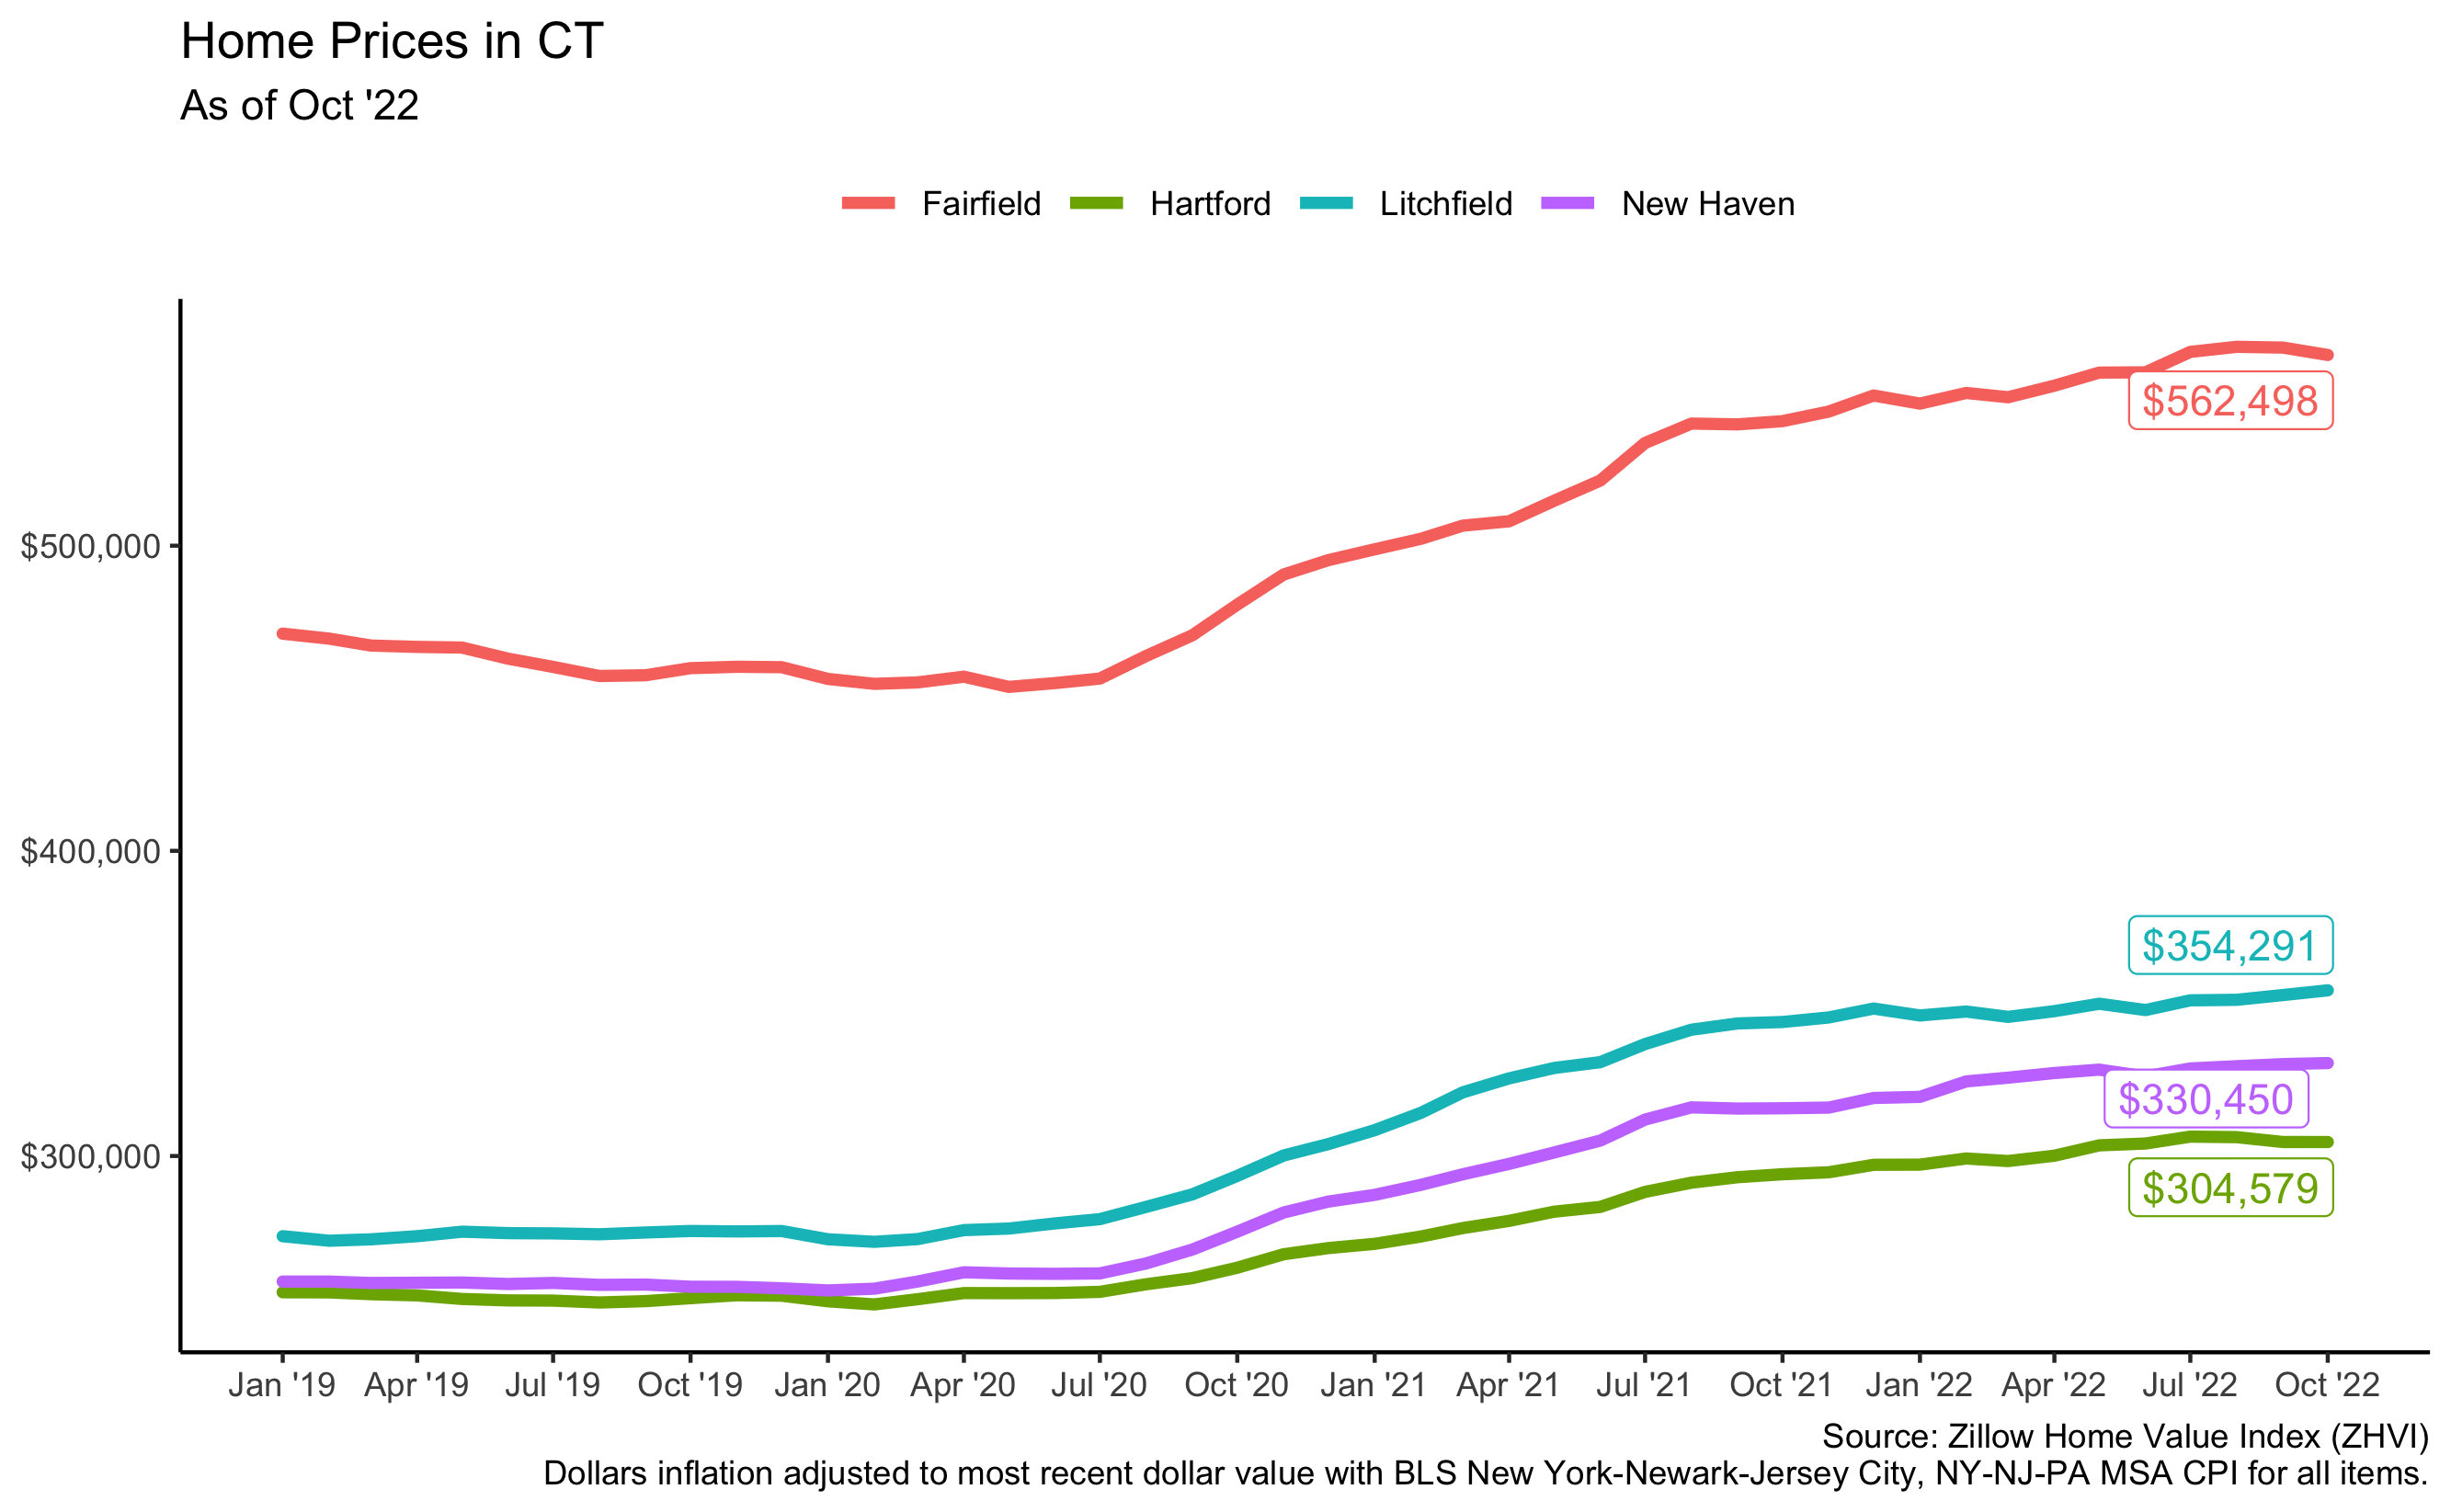 Home Prices in CT
As of Oct '22
Fairfield Hartford Litchfield New Haven
$562,498
$500,000
$400,000
$354,291
$330,450
$300,000
$304,579
Jan '19 Apr '19 Jul '19 Oct '19 Jan '20 Apr '20 Jul '20 Oct '20 Jan '21 Apr '21 Jul '21 Oct '21 Jan '22 Apr '22 Jul '22 Oct '22
Source: Zillow Home Value Index (ZHVI)
Dollars inflation adjusted to most recent dollar value with BLS New York-Newark-Jersey City, NY-NJ-PA MSA CPI for all items.